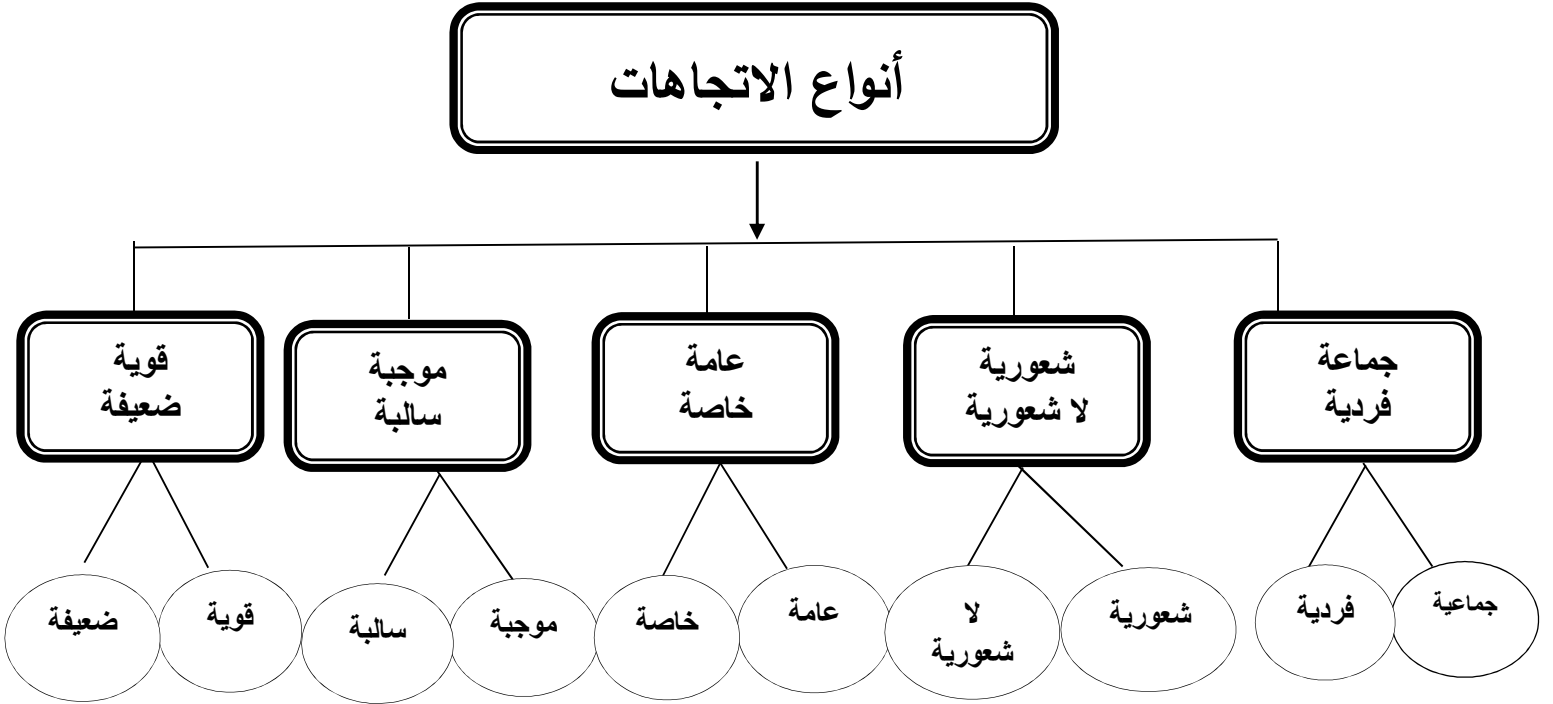 أنواع الاتجاهات
جماعة
فردية
شعورية
لا شعورية
عامة
خاصة
موجبة
سالبة
قوية
ضعيفة
جماعية
فردية
شعورية
لا
شعورية
عامة
خاصة
موجبة
سالبة
قوية
ضعيفة